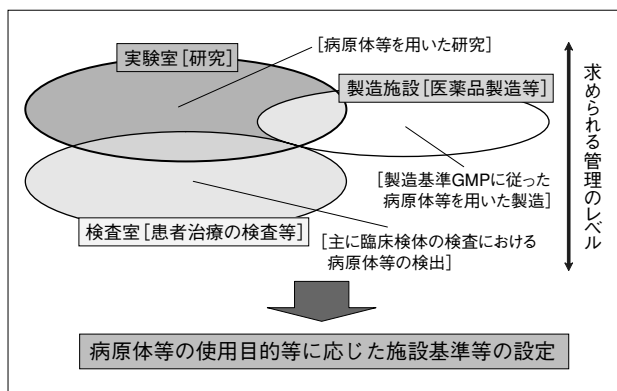 実験室[研究]
[病原体等を用いた研究]
製造施設[医薬品製造等]
求められる管理のレベル
[製造基準GMPに従った
病原体等を用いた製造]
検査室[患者治療の検査等]
[主に臨床検体の検査における
病原体等の検出]
病原体等の使用目的等に応じた施設基準等の設定